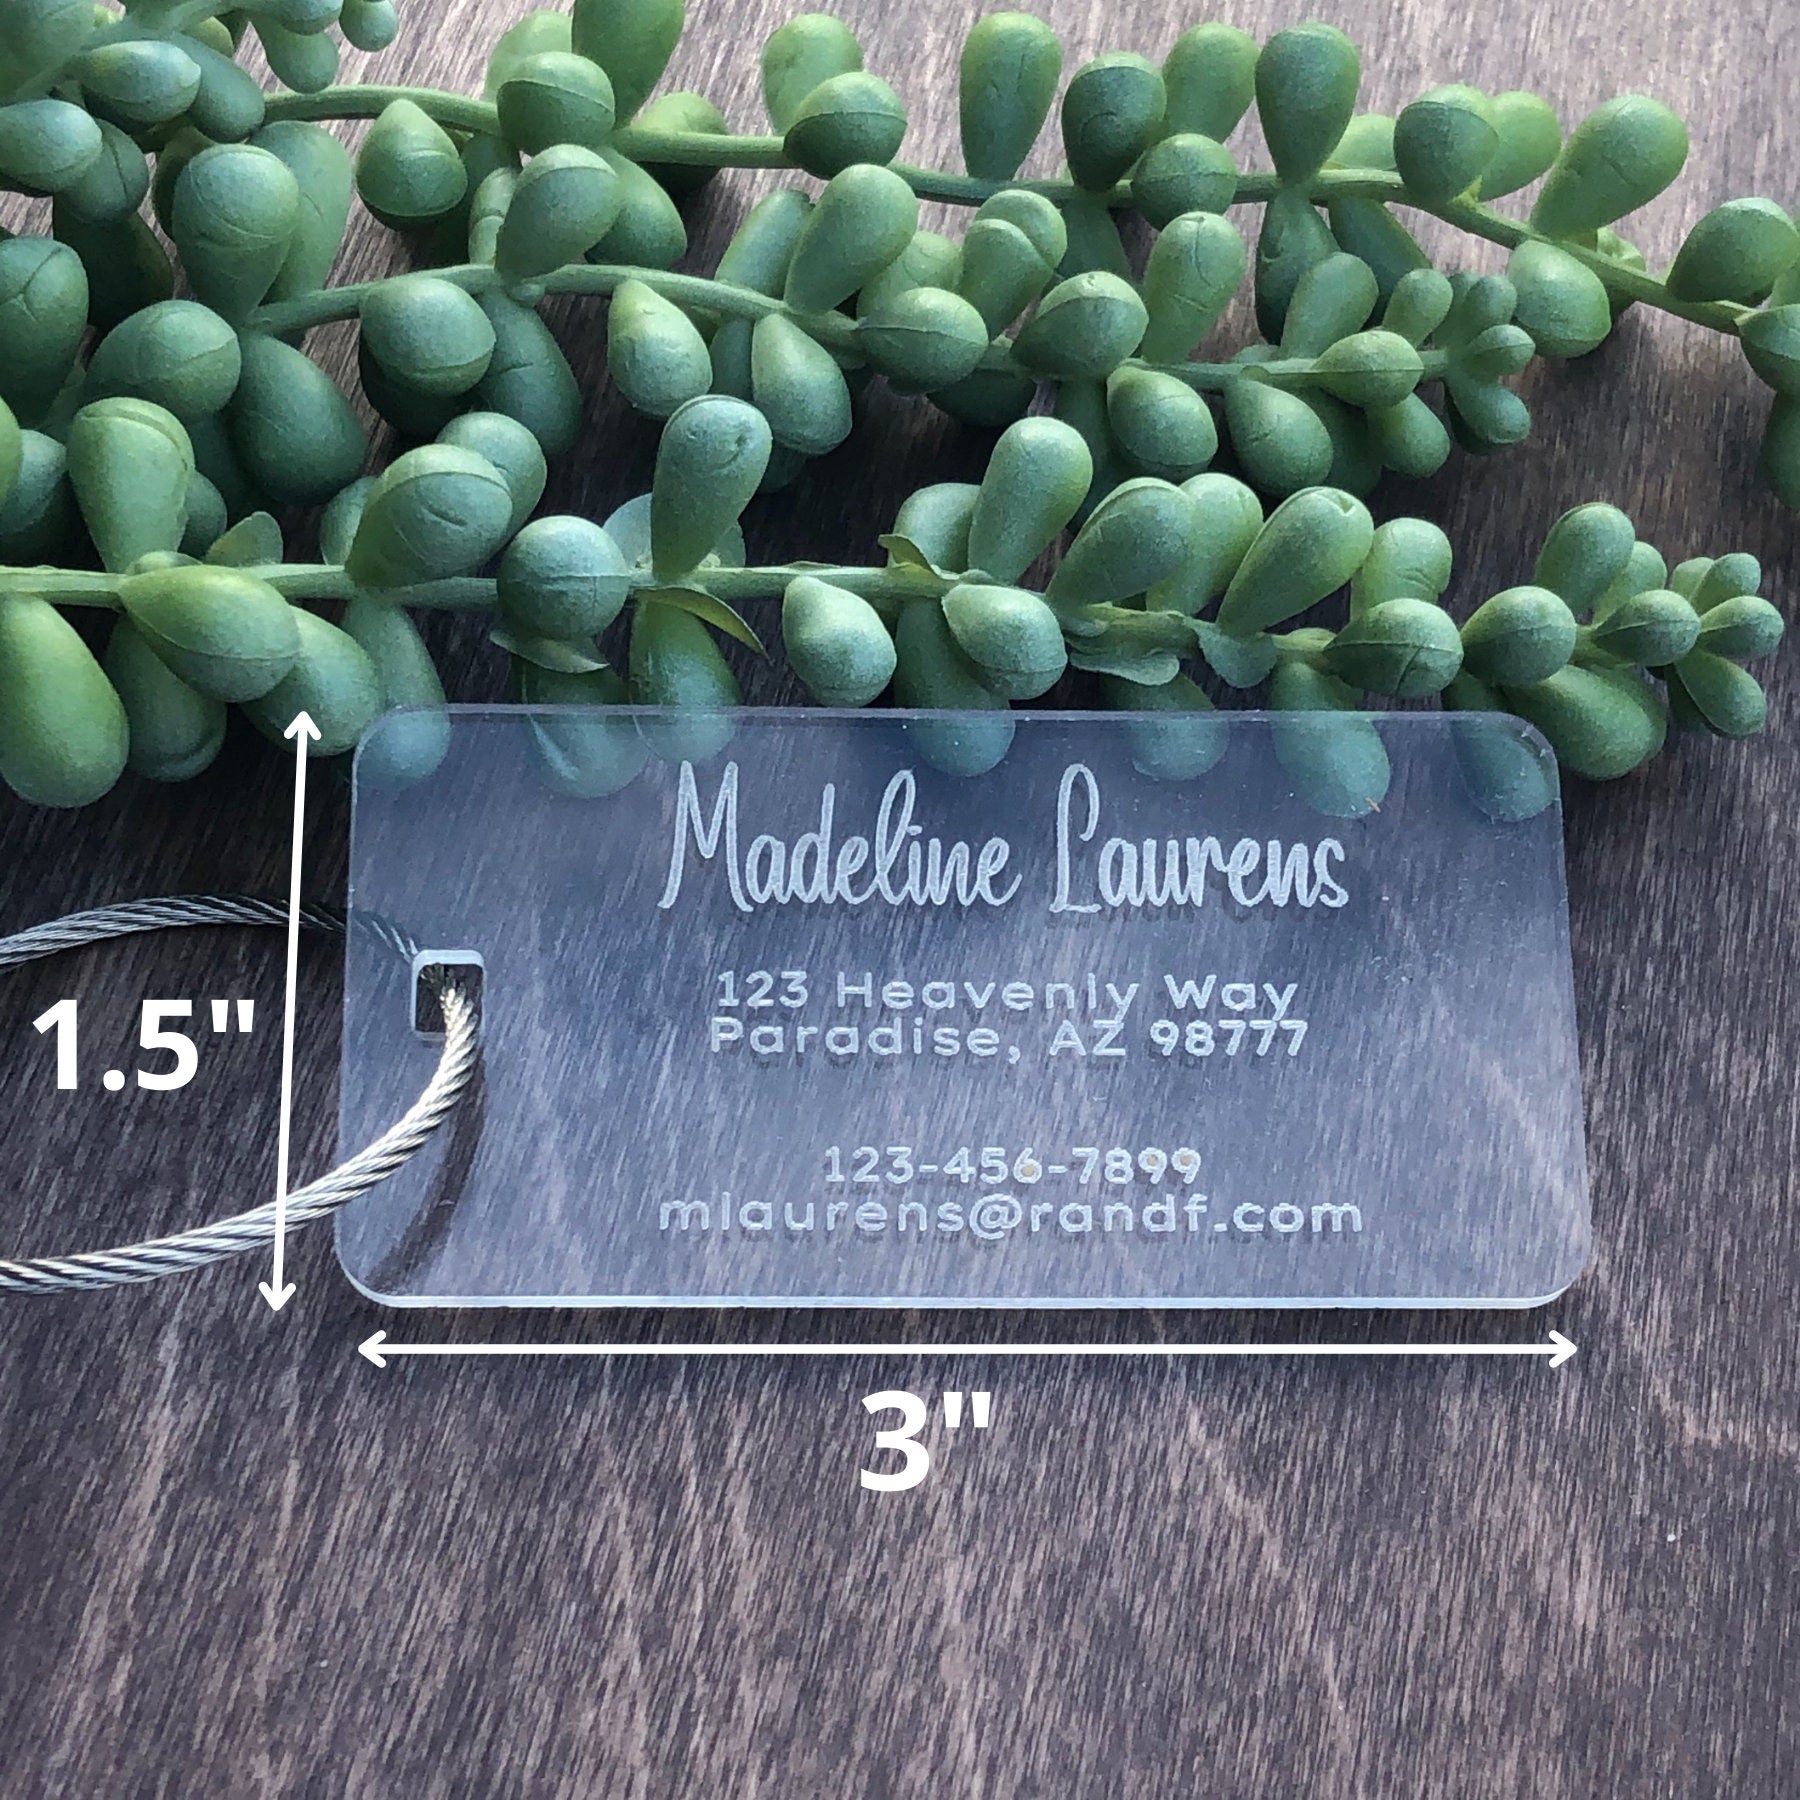 Madeline Laurens
123 Heavenly Way
Paradise, AZ 98777
123-456-7899
mlaurens@randf.com
1.5"
3"